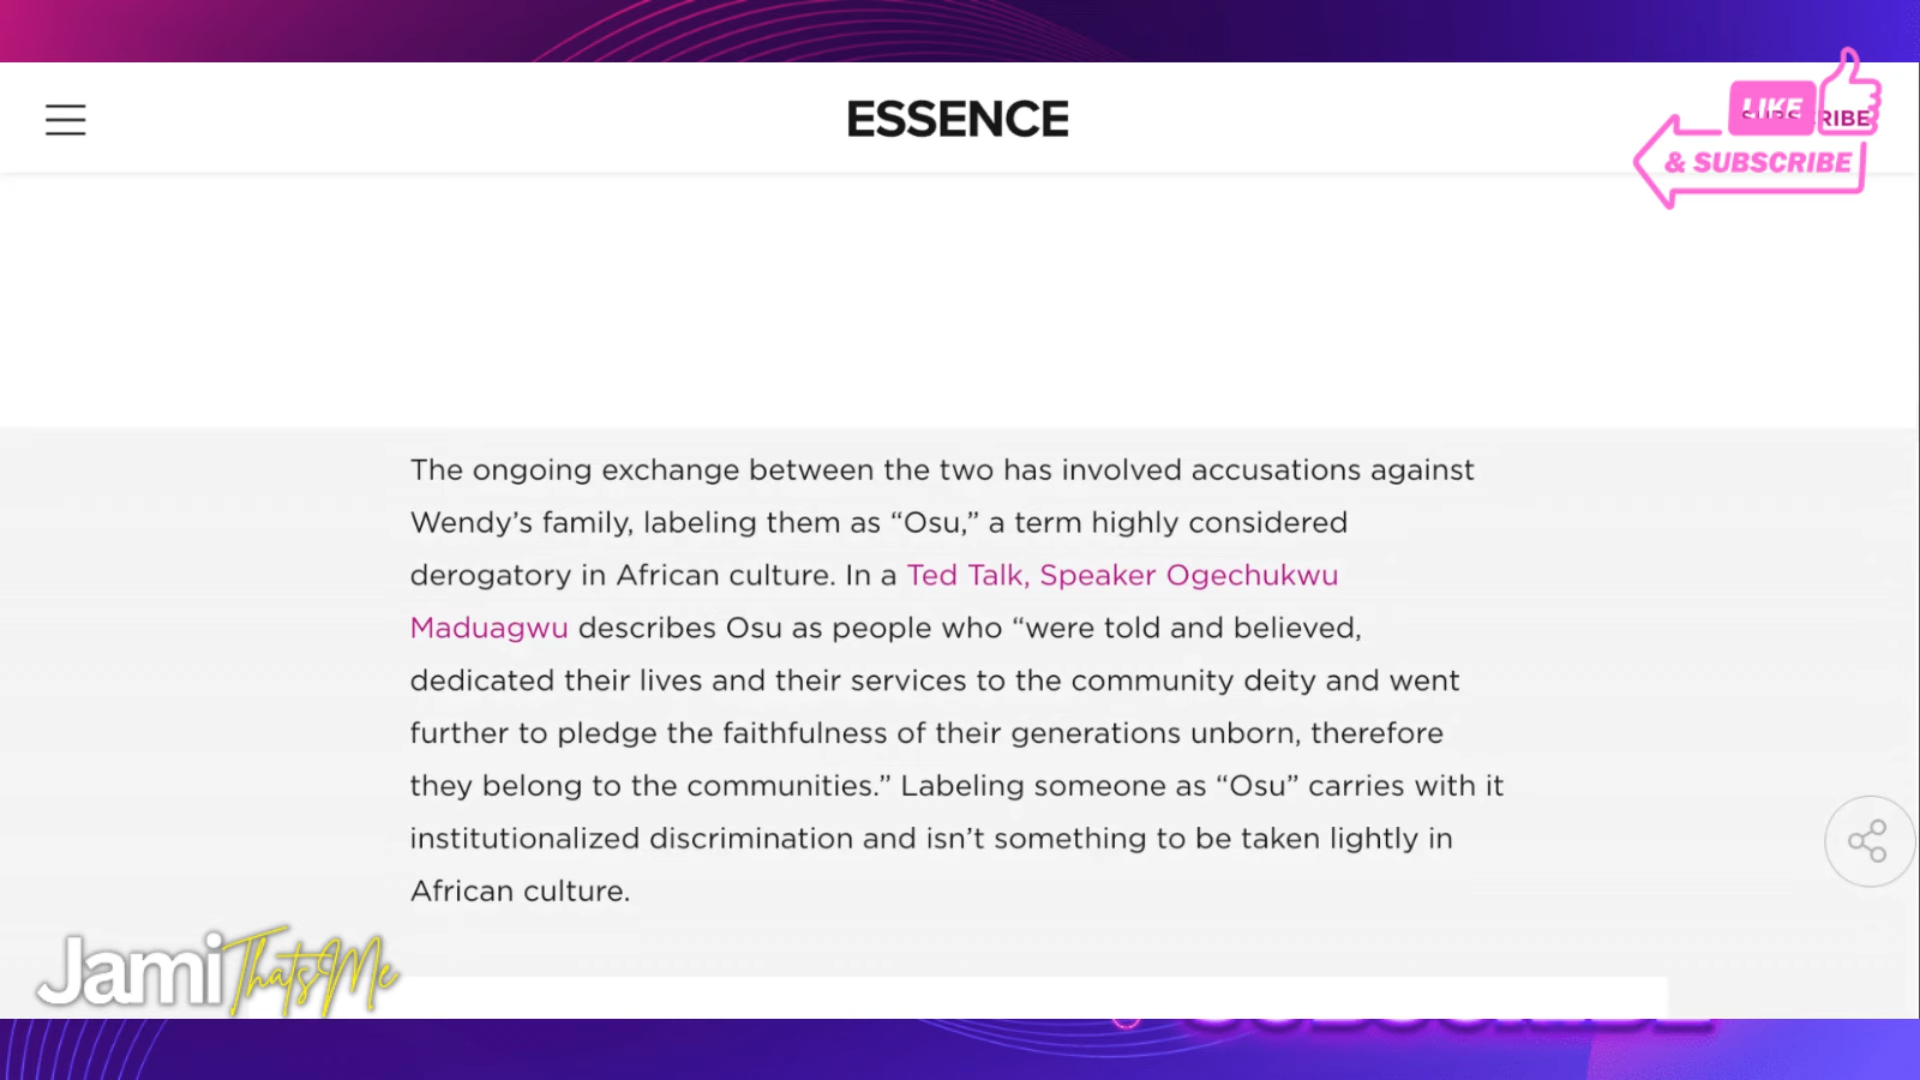 ESSENCE
LIKE
RIBE
& SUBSCRIBE
The ongoing exchange between the two has involved accusations against
Wendy’s family, labeling them as “Osu,” a term highly considered
derogatory in African culture. In a Ted Talk, Speaker Ogechukwu
Maduagwu describes Osu as people who “were told and believed,
dedicated their lives and their services to the community deity and went
further to pledge the faithfulness of their generations unborn, therefore
they belong to the communities.” Labeling someone as “Osu” carries with it
institutionalized discrimination and isn’t something to be taken lightly in
African culture.
Jami ThatsMe